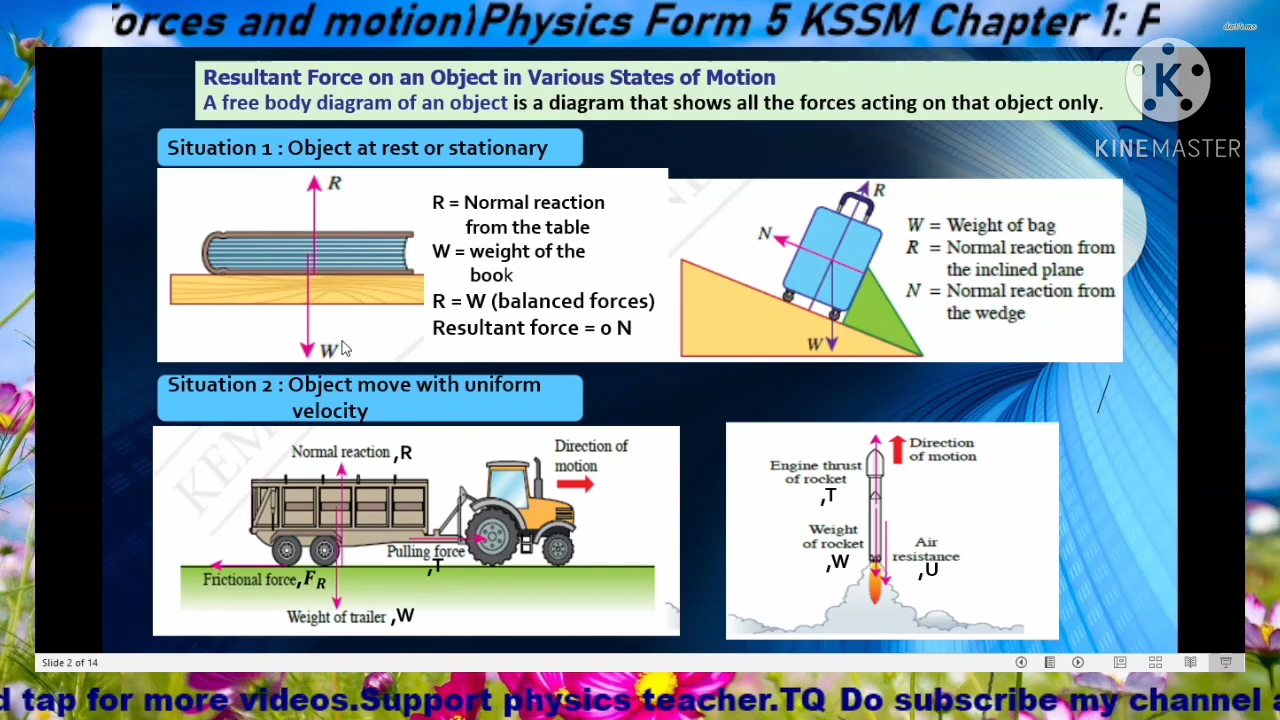 orces and motion)Physics Form 5 KSSM Chapter 1: F
Resultant Force on an Object in Various States of Motion
A free body diagram of an object is a diagram that shows all the forces acting on that object only.
K
KINEMASTER
Situation 1 : Object at rest or stationary
R
R = Normal reaction
from the table
W = weight of the
book
R = W (balanced forces)
Resultant force = 0 N
W
R
N
W
W = Weight of bag
R = Normal reaction from
the inclined plane
N = Normal reaction from
the wedge
Situation 2 : Object move with uniform
velocity
Normal reaction ,R
Direction of
motion
Pulling force
,T
Frictional force, F_R
Weight of trailer ,W
Direction
of motion
Engine thrust
of rocket
,T
Weight
of rocket
,W
Air
resistance
,U
Slide 2 of 14
d tap for more videos.Support physics teacher.TQ Do subscribe my channel a